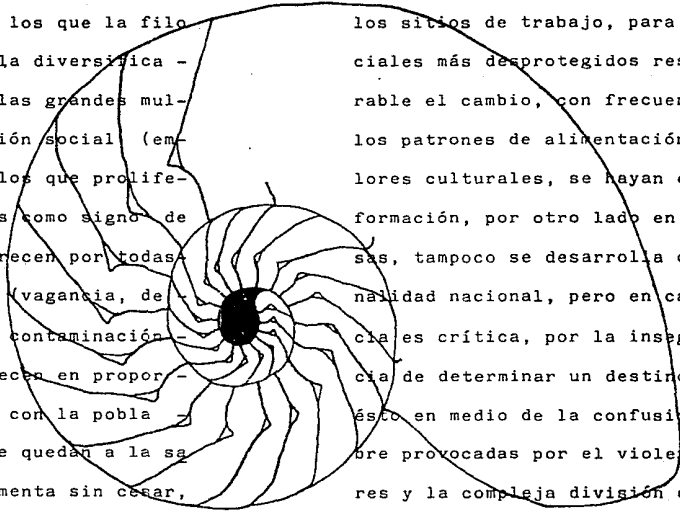 los que la filo
la diversifica -
las grandes mul-
ión social (em-
los que prolife-
s como signo de
recen por todas-
(vagancia, de -
contaminación -
ecen en propor -
con la pobla -
e quedan a la sa
menta sin cesar,
los sitios de trabajo, para
ciales más desprotegidos res
rable el cambio, con frecuen
los patrones de alimentación
lores culturales, se hayan
formación, por otro lado en
sas, tampoco se desarrolla
nalidad nacional, pero en ca
cia es crítica, por la inseg
cia de determinar un destino
ésto en medio de la confusi
bre provocadas por el viole
res y la compleja división